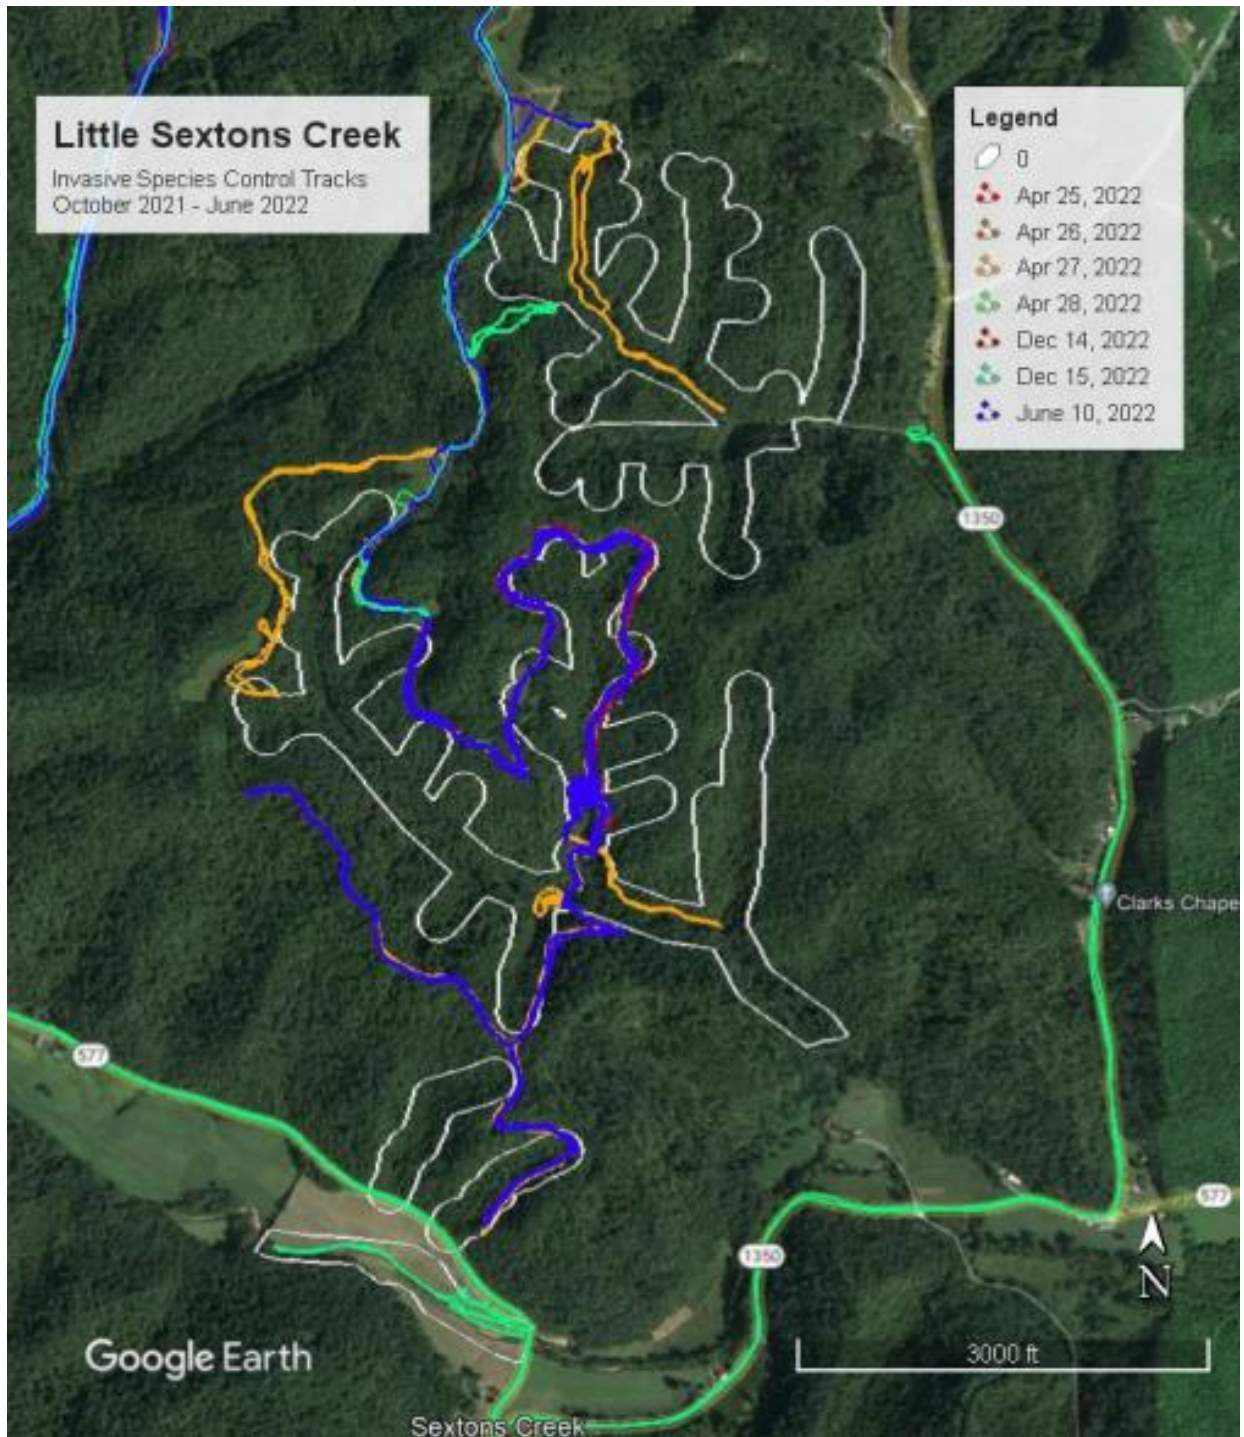 Little Sextons Creek
Invasive Species Control Tracks
October 2021 - June 2022
Legend
0
Apr 25, 2022
Apr 26, 2022
Apr 27, 2022
Apr 28, 2022
Dec 14, 2022
Dec 15, 2022
June 10, 2022
1350
Clarks Chape
577
577
1350
N
3000 ft
Google Earth
Sextons Creek